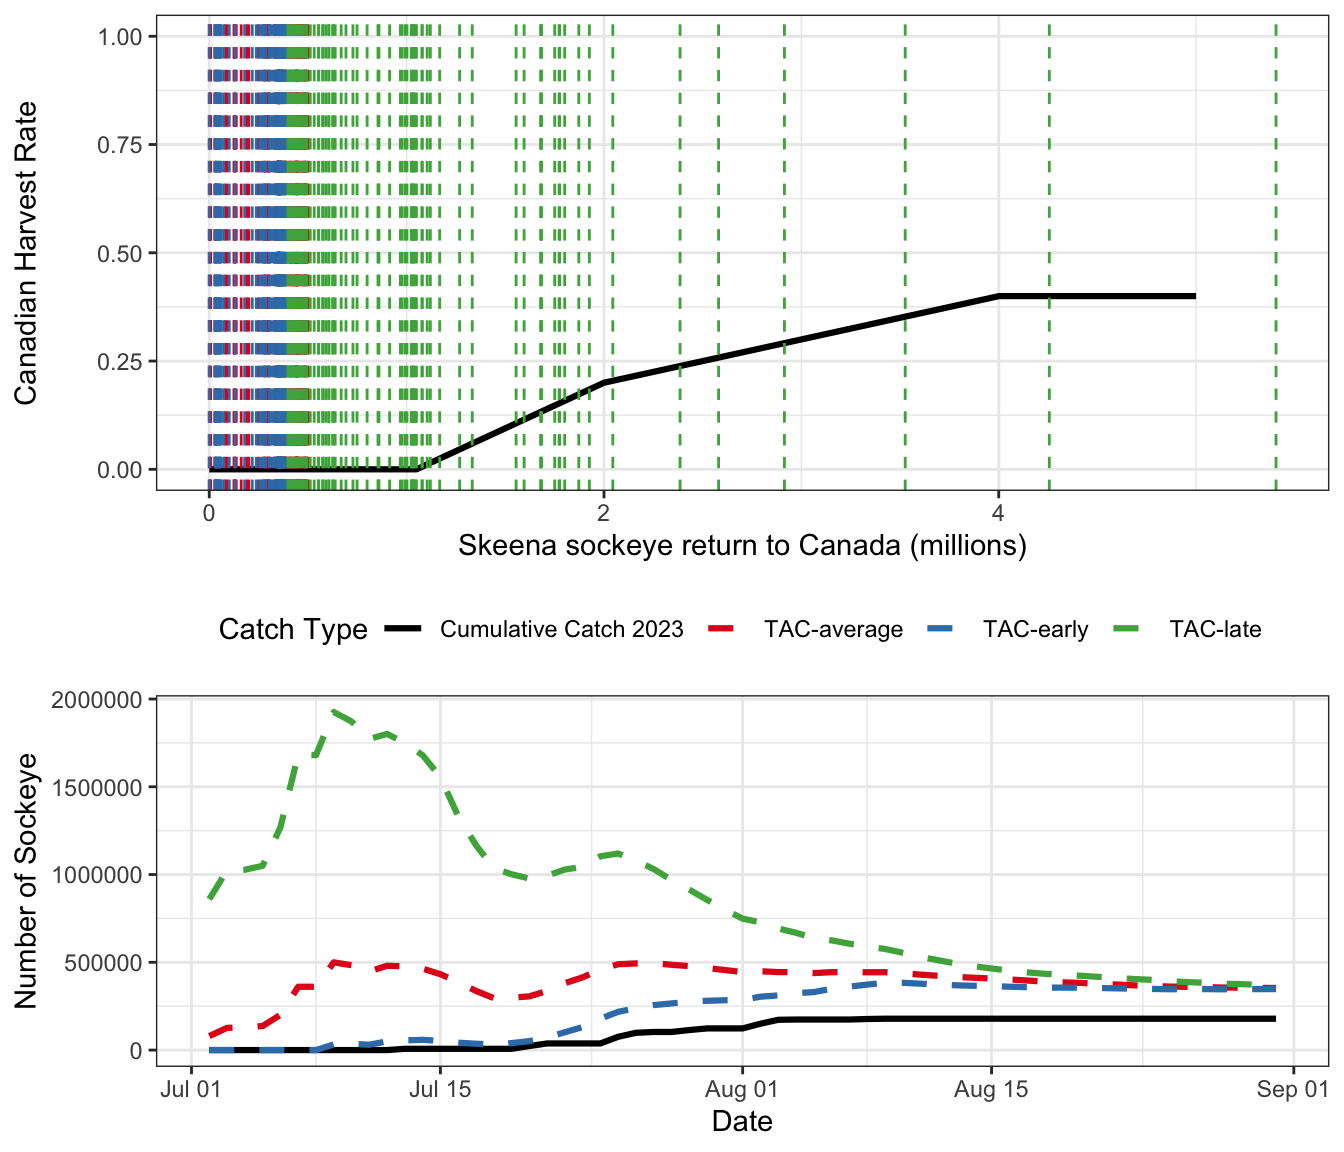 Canadian Harvest Rate
1.00
0.75
0.50
0.25
0.00
0 2 4
Skeena sockeye return to Canada (millions)
Catch Type Cumulative Catch 2023 TAC-average TAC-early TAC-late
Number of Sockeye
2000000
1500000
1000000
500000
0
Jul 01 Jul 15 Aug 01 Aug 15 Sep 01
Date